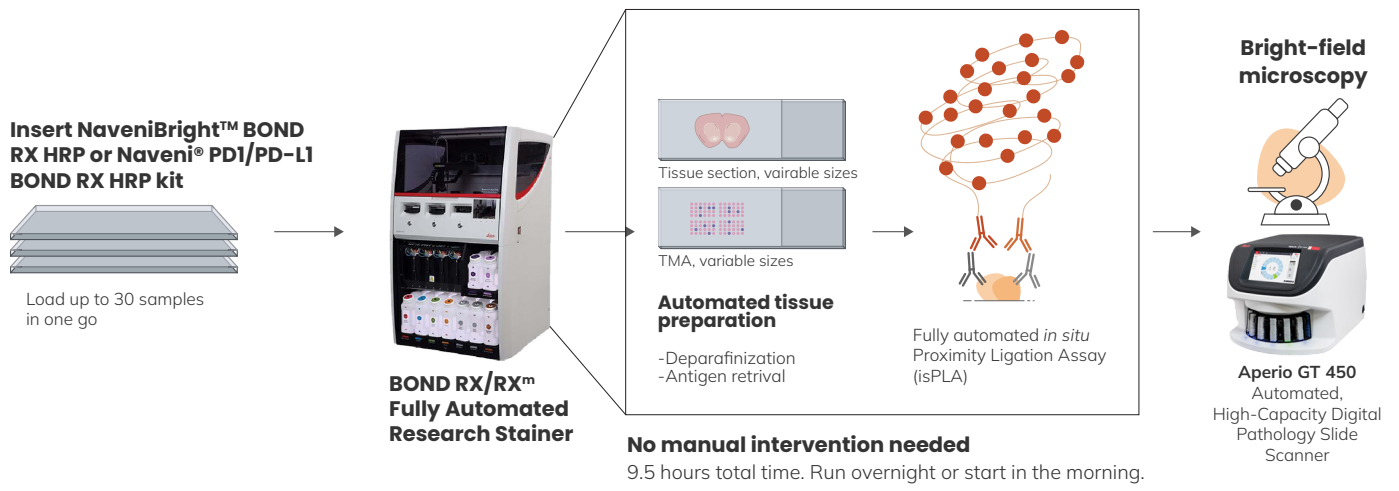 Insert NaveniBright™ BOND
RX HRP or Naveni® PD1/PD-L1
BOND RX HRP kit
Load up to 30 samples
in one go
BOND RX/RXᵐ
Fully Automated
Research Stainer
Tissue section, vairable sizes
TMA, variable sizes
Automated tissue
preparation
-Deparafinization
-Antigen retrival
Fully automated in situ
Proximity Ligation Assay
(isPLA)
No manual intervention needed
9.5 hours total time. Run overnight or start in the morning.
Bright-field
microscopy
Aperio GT 450
Automated,
High-Capacity Digital
Pathology Slide
Scanner